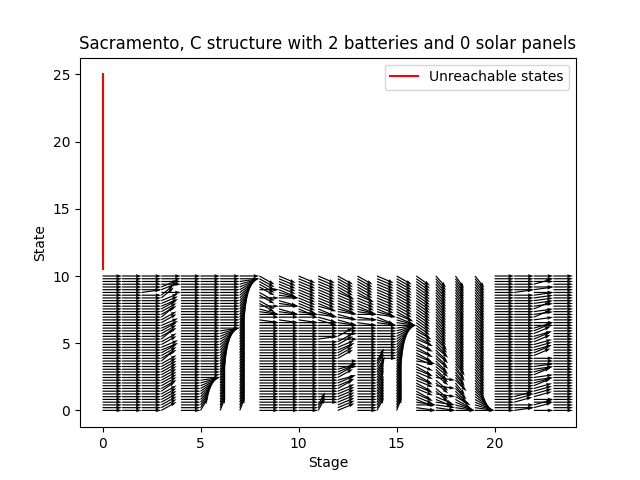 Sacramento, C structure with 2 batteries and 0 solar panels
Unreachable states
25
20
15
10
5
0
State
0 5 10 15 20
Stage